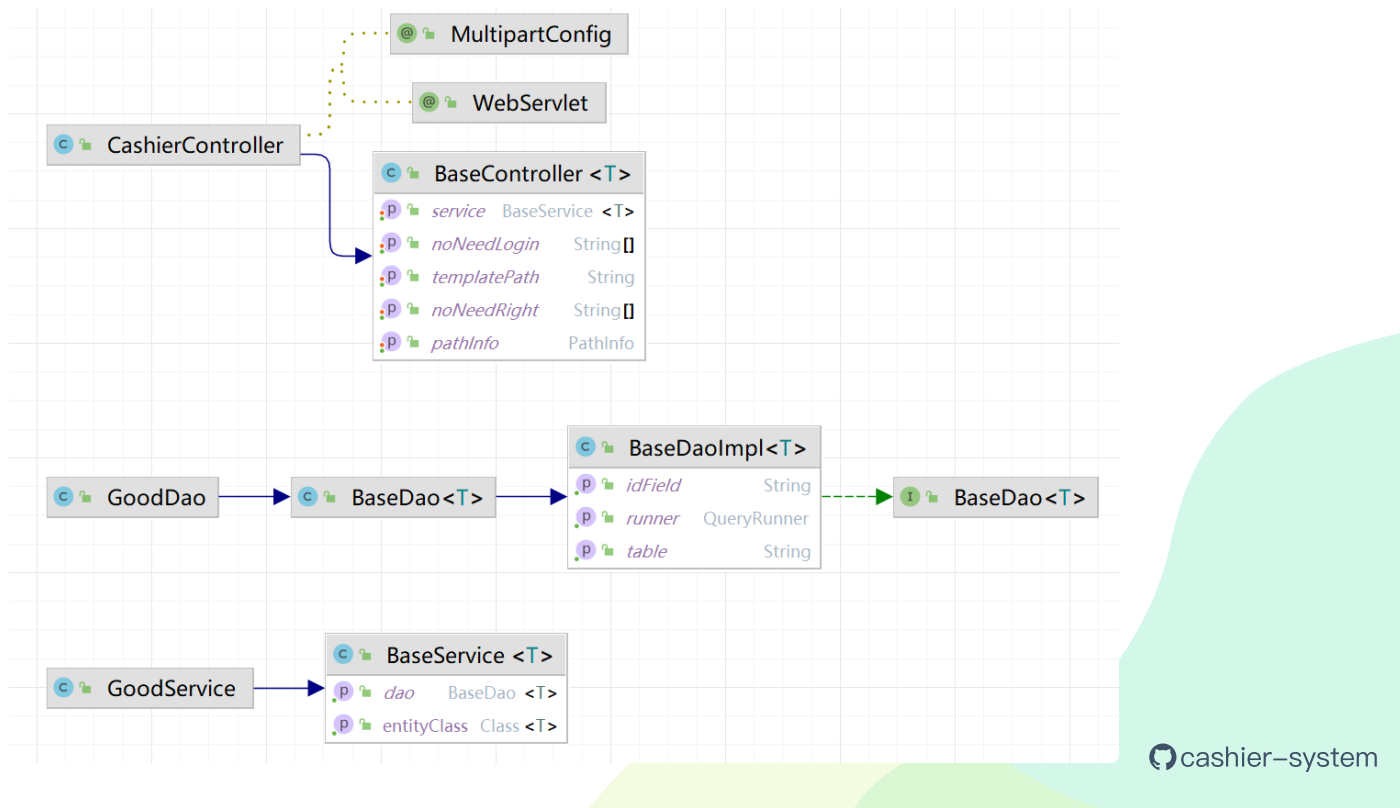 @ MultipartConfig
@ WebServlet
C CashierController
C BaseController <T>
p service BaseService <T>
p noNeedLogin String[]
p templatePath String
p noNeedRight String[]
p pathInfo PathInfo
C BaseDaoImpl<T>
p idField String
p runner QueryRunner
p table String
C GoodDao
C BaseDao<T>
I BaseDao<T>
C BaseService <T>
p dao BaseDao <T>
p entityClass Class <T>
C GoodService
cashier-system